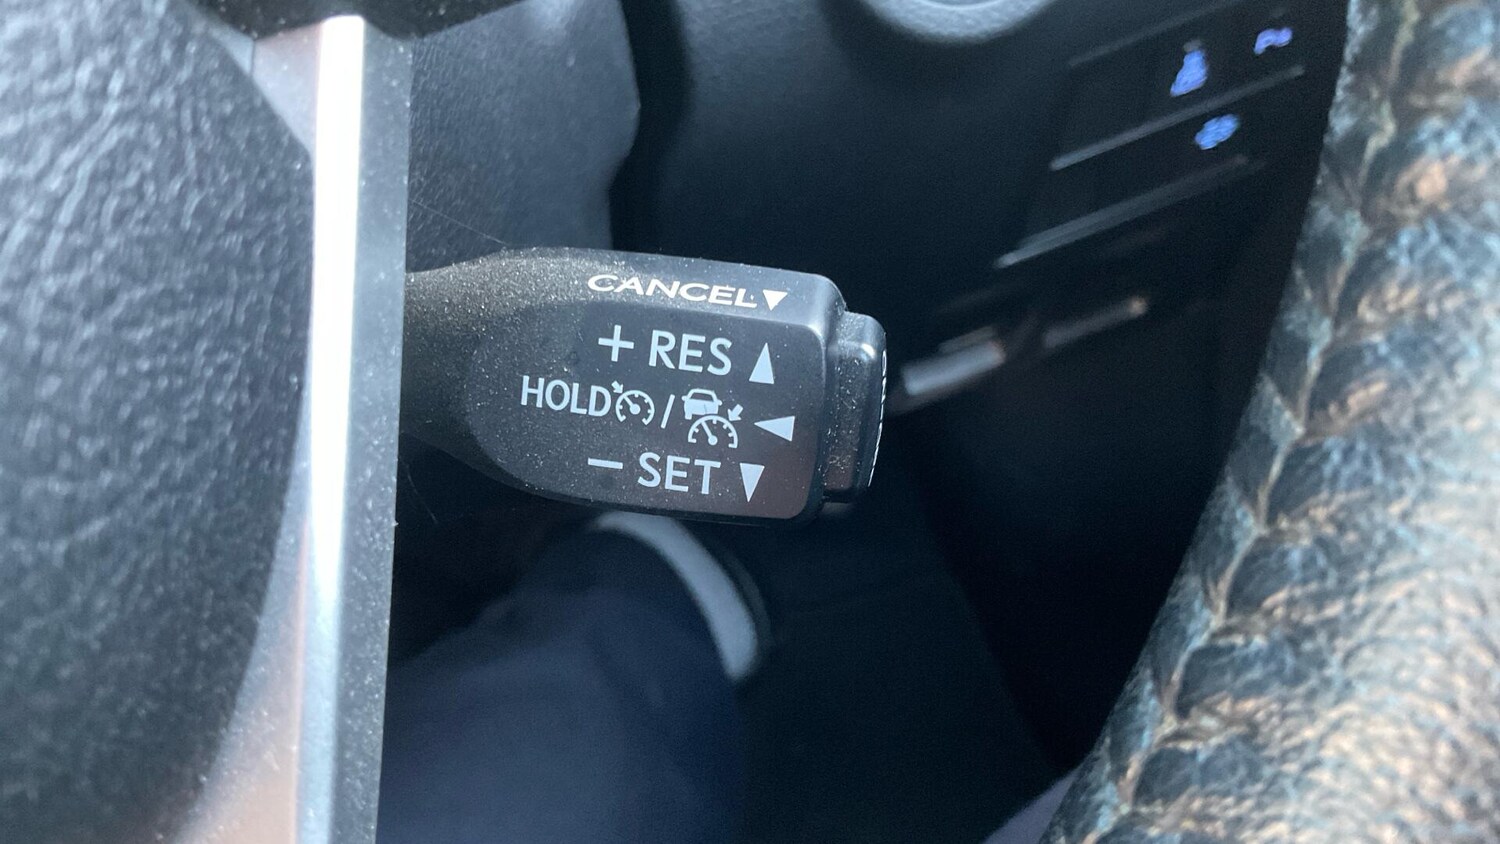 CANCEL▼
+ RES ▲
HOLD / ◀
− SET ▼